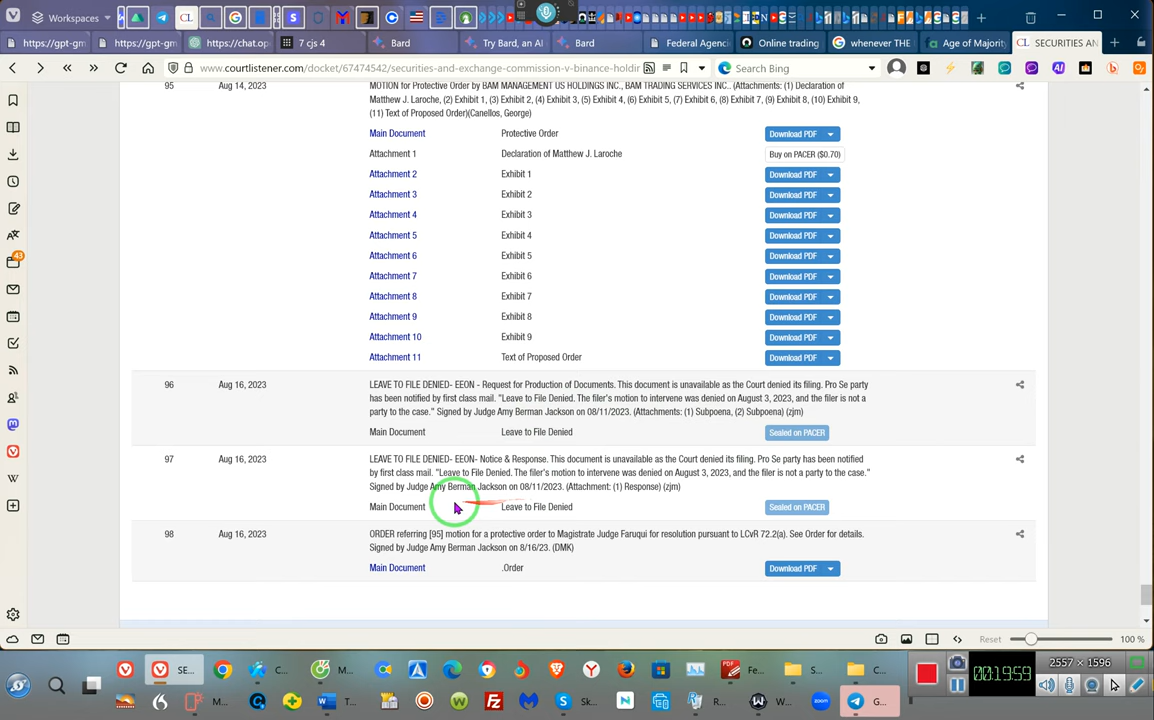 Workspaces
https://gpt-gm
https://gpt-gm
https://chat.op
7 cjs 4
Bard
Try Bard, an AI
Bard
Federal Agenc
Online trading
whenever THE
Age of Majority
SECURITIES AN
www.courtlistener.com/docket/67474542/securities-and-exchange-commission-v-binance-holdir
Search Bing
95 Aug 14, 2023 MOTION for Protective Order by BAM MANAGEMENT US HOLDINGS INC., BAM TRADING SERVICES INC.. (Attachments: (1) Declaration of
Matthew J. Laroche, (2) Exhibit 1, (3) Exhibit 2, (4) Exhibit 3, (5) Exhibit 4, (6) Exhibit 5, (7) Exhibit 6, (8) Exhibit 7, (9) Exhibit 8, (10) Exhibit 9,
(11) Text of Proposed Order)(Canellos, George)
Main Document Protective Order Download PDF
Attachment 1 Declaration of Matthew J. Laroche Buy on PACER ($0.70)
Attachment 2 Exhibit 1 Download PDF
Attachment 3 Exhibit 2 Download PDF
Attachment 4 Exhibit 3 Download PDF
Attachment 5 Exhibit 4 Download PDF
Attachment 6 Exhibit 5 Download PDF
Attachment 7 Exhibit 6 Download PDF
Attachment 8 Exhibit 7 Download PDF
Attachment 9 Exhibit 8 Download PDF
Attachment 10 Exhibit 9 Download PDF
Attachment 11 Text of Proposed Order Download PDF
96 Aug 16, 2023 LEAVE TO FILE DENIED- EEON - Request for Production of Documents. This document is unavailable as the Court denied its filing. Pro Se party
has been notified by first class mail. "Leave to File Denied. The filer's motion to intervene was denied on August 3, 2023, and the filer is not a
party to the case." Signed by Judge Amy Berman Jackson on 08/11/2023. (Attachments: (1) Subpoena, (2) Subpoena) (zjm)
Main Document Leave to File Denied Sealed on PACER
97 Aug 16, 2023 LEAVE TO FILE DENIED- EEON- Notice & Response. This document is unavailable as the Court denied its filing. Pro Se party has been notified
by first class mail. "Leave to File Denied. The filer's motion to intervene was denied on August 3, 2023, and the filer is not a party to the case."
Signed by Judge Amy Berman Jackson on 08/11/2023. (Attachment: (1) Response) (zjm)
Main Document Leave to File Denied Sealed on PACER
98 Aug 16, 2023 ORDER referring [95] motion for a protective order to Magistrate Judge Faruqui for resolution pursuant to LCvR 72.2(a). See Order for details.
Signed by Judge Amy Berman Jackson on 8/16/23. (DMK)
Main Document .Order Download PDF
43
Reset 100 %
SE...
C...
M...
Fe...
S...
C...
00:19:59
2557 × 1596
M...
T...
Sk...
R...
W...
G...